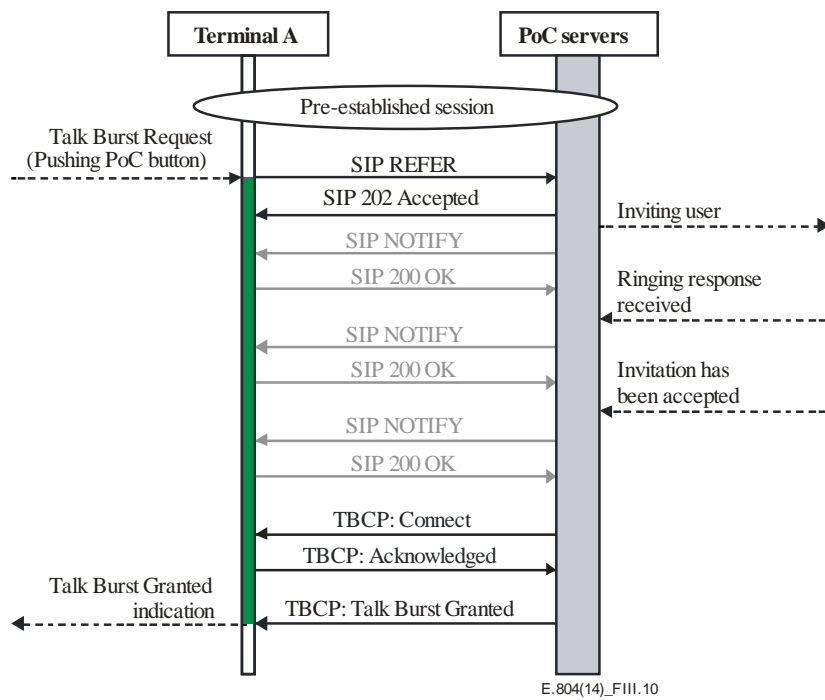 Terminal A
PoC servers
Pre-established session
Talk Burst Request
(Pushing PoC button)
SIP REFER
SIP 202 Accepted
Inviting user
SIP NOTIFY
SIP 200 OK
Ringing response
received
SIP NOTIFY
SIP 200 OK
Invitation has
been accepted
SIP NOTIFY
SIP 200 OK
TBCP: Connect
TBCP: Acknowledged
Talk Burst Granted
indication
TBCP: Talk Burst Granted
E.804(14)_FIII.10